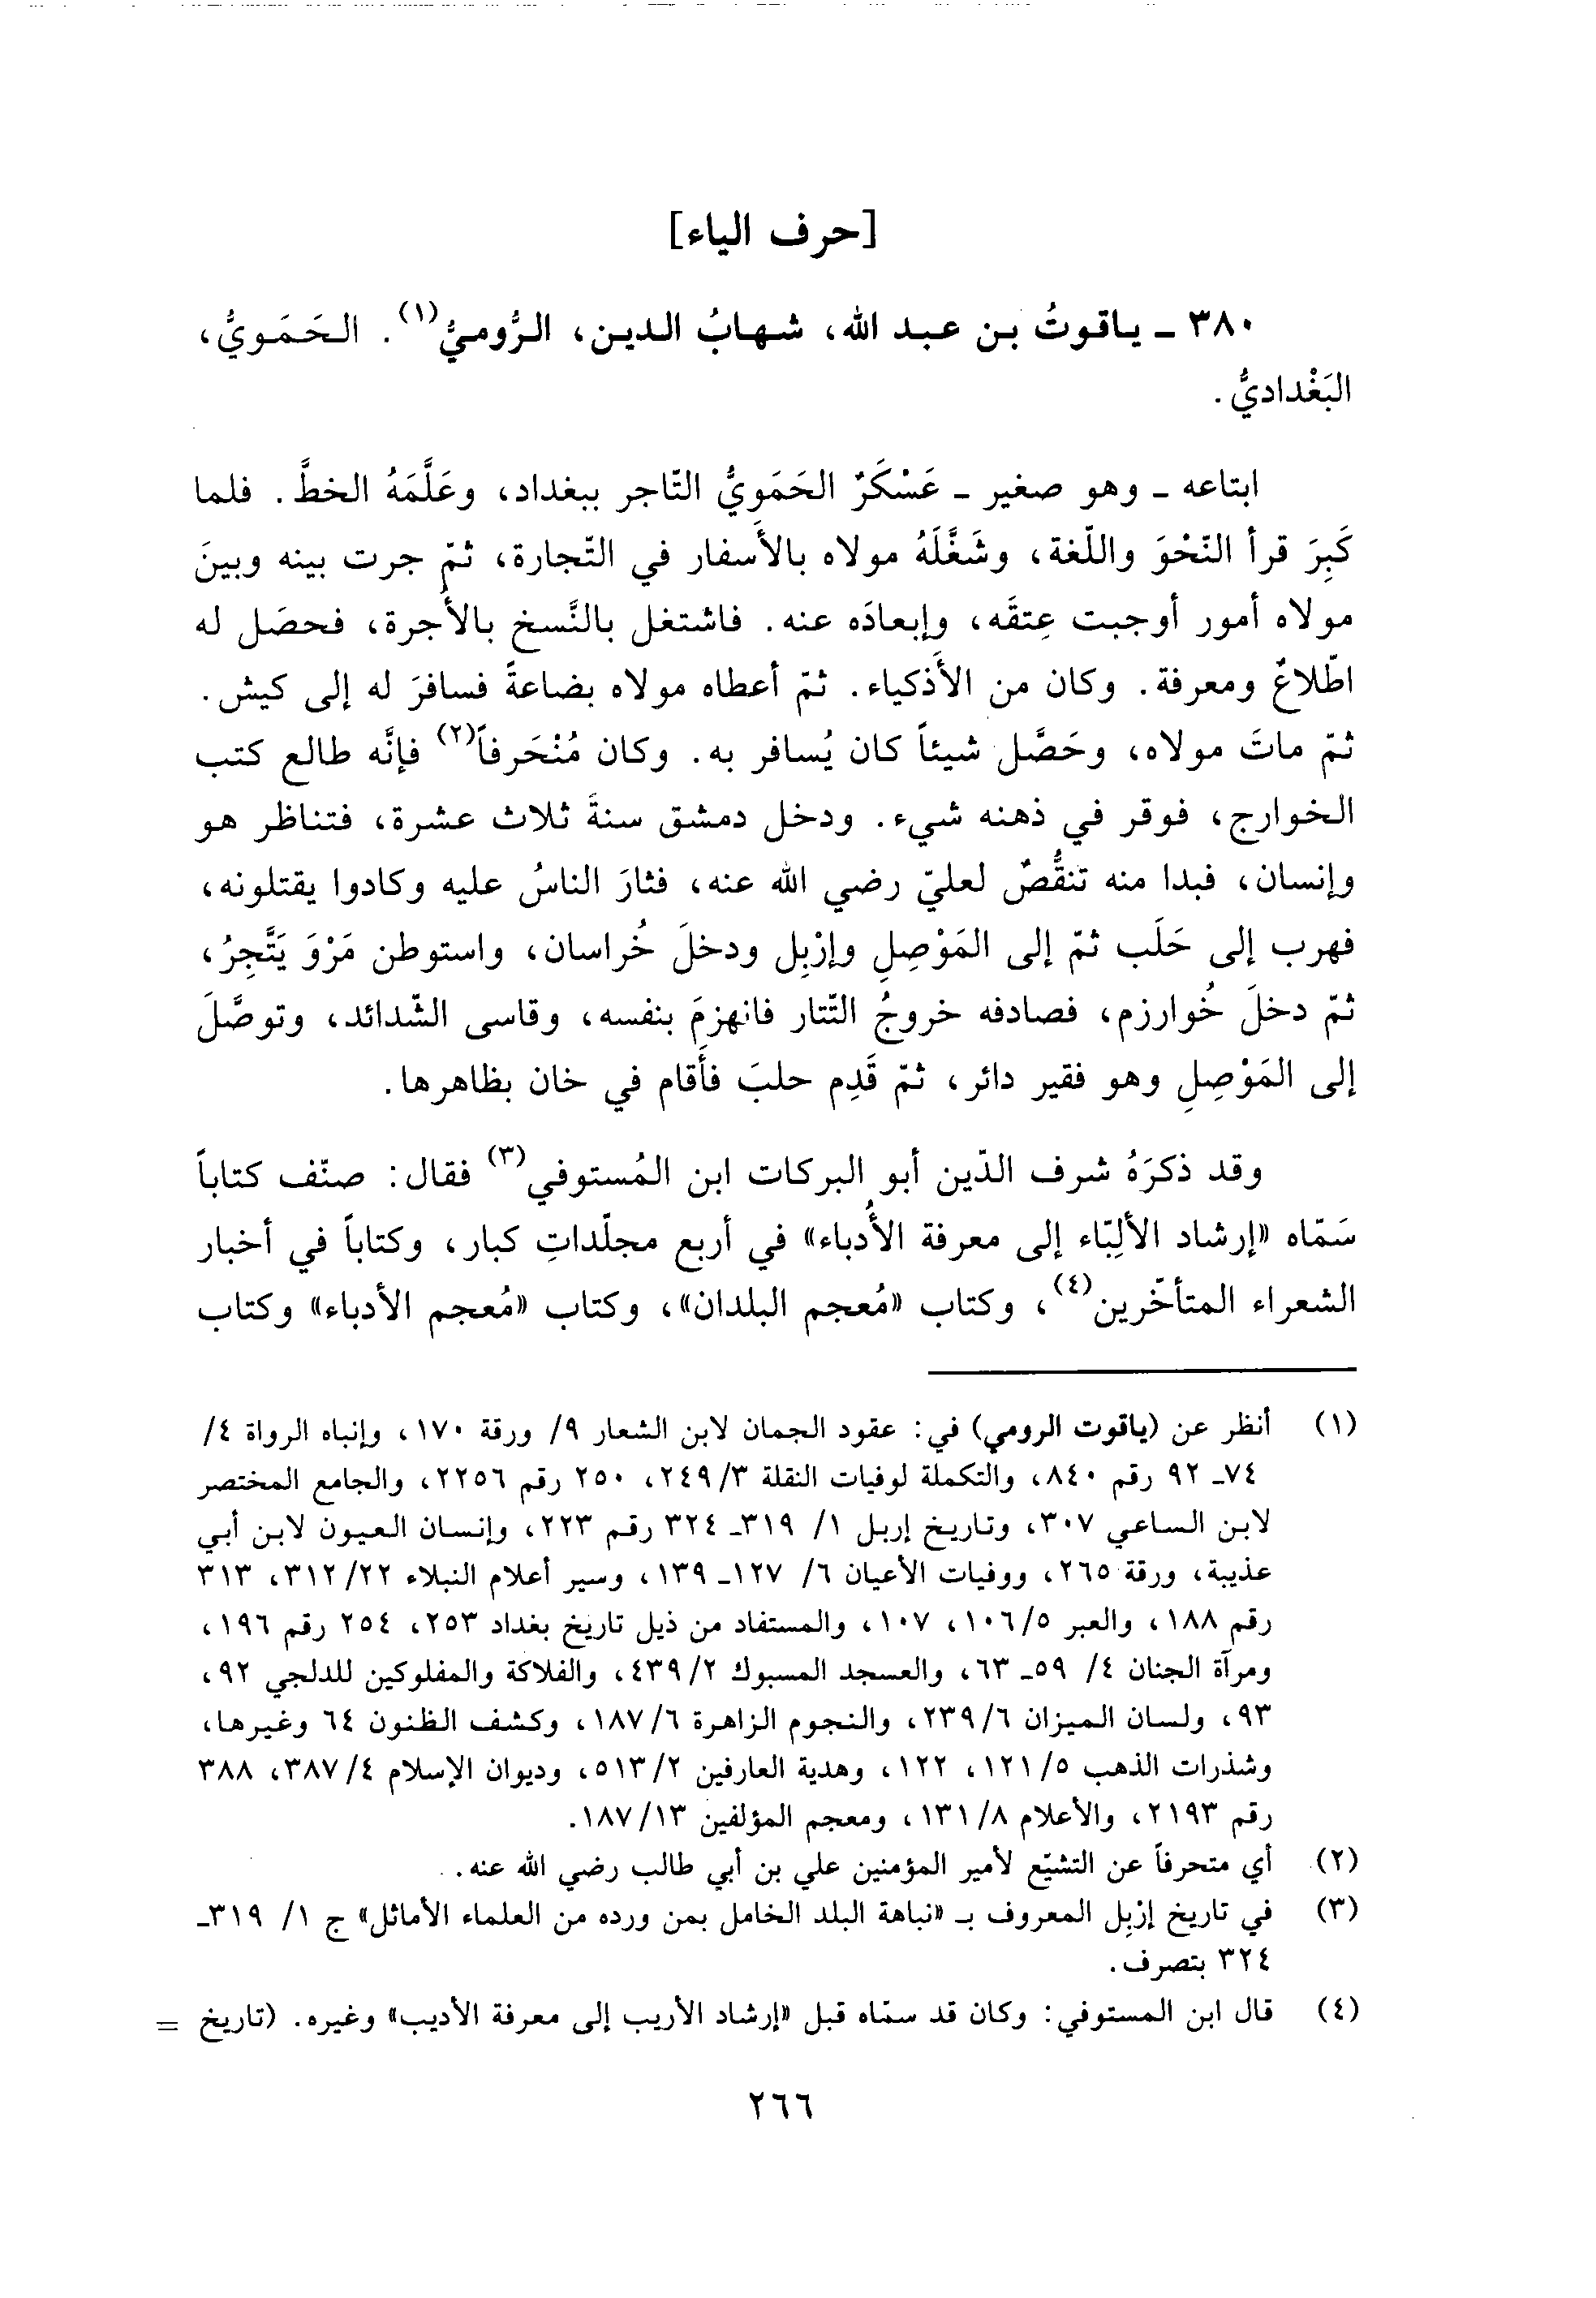 [حرف الياء]
٣٨٠ ـ ياقوتُ بن عبد الله، شهابُ الدين، الرُّوميُّ(١). الحَمَويُّ،
البَغْداديُّ.
ابتاعه ـ وهو صغير ـ عَسْكَرٌ الحَمَويُّ التّاجر ببغداد، وعَلَّمَهُ الخطَّ. فلما
كَبِرَ قرأ النّحْوَ واللّغة، وشَغَّلَهُ مولاه بالأَسفار في التّجارة، ثمّ جرت بينه وبينَ
مولاه أمور أوجبت عِتقَه، وإبعادَه عنه. فاشتغل بالنَّسخ بالأُجرة، فحصَل له
اطّلاعٌ ومعرفة. وكان من الأَذكياء. ثمّ أعطاه مولاه بضاعةً فسافرَ له إلى كيش.
ثمّ ماتَ مولاه، وحَصَّل شيئاً كان يُسافر به. وكان مُنْحَرفاً(٢) فإنَّه طالع كتب
الخوارج، فوقر في ذهنه شيء. ودخل دمشق سنةَ ثلاث عشرة، فتناظر هو
وإنسان، فبدا منه تنقُّصٌ لعليّ رضي الله عنه، فثارَ الناسُ عليه وكادوا يقتلونه،
فهرب إلى حَلَب ثمّ إلى المَوْصِلِ وإرْبِل ودخلَ خُراسان، واستوطن مَرْوَ يَتَّجِرُ،
ثمّ دخلَ خُوارزم، فصادفه خروجُ التّتار فانهزمَ بنفسه، وقاسى الشّدائد، وتوصَّلَ
إلى المَوْصِلِ وهو فقير دائر، ثمّ قَدِم حلبَ فأَقام في خان بظاهرها.
وقد ذكرَهُ شرف الدّين أبو البركات ابن المُستوفي(٣) فقال: صنّف كتاباً
سَمّاه «إرشاد الألِبّاء إلى معرفة الأُدباء» في أربع مجلّداتِ كبار، وكتاباً في أخبار
الشعراء المتأخّرين(٤)، وكتاب «مُعجم البلدان»، وكتاب «مُعجم الأدباء» وكتاب
(١) أنظر عن (ياقوت الرومي) في: عقود الجمان لابن الشعار ٩/ ورقة ١٧٠، وإنباه الرواة ٤/
٧٤ـ ٩٢ رقم ٨٤٠، والتكملة لوفيات النقلة ٢٤٩/٣، ٢٥٠ رقم ٢٢٥٦، والجامع المختصر
لابن الساعي ٣٠٧، وتاريخ إربل ١/ ٣١٩ـ ٣٢٤ رقم ٢٢٣، وإنسان العيون لابن أبي
عذيبة، ورقة ٢٦٥، ووفيات الأعيان ٦/ ١٢٧ـ ١٣٩، وسير أعلام النبلاء ٣١٢/٢٢، ٣١٣
رقم ١٨٨، والعبر ١٠٦/٥، ١٠٧، والمستفاد من ذيل تاريخ بغداد ٢٥٣، ٢٥٤ رقم ١٩٦،
ومرآة الجنان ٤/ ٥٩ـ ٦٣، والعسجد المسبوك ٤٣٩/٢، والفلاكة والمفلوكين للدلجي ٩٢،
٩٣، ولسان الميزان ٢٣٩/٦، والنجوم الزاهرة ١٨٧/٦، وكشف الظنون ٦٤ وغيرها،
وشذرات الذهب ١٢١/٥، ١٢٢، وهدية العارفين ٥١٣/٢، وديوان الإسلام ٣٨٧/٤، ٣٨٨
رقم ٢١٩٣، والأعلام ١٣١/٨، ومعجم المؤلفين ١٨٧/١٣.
(٢) أي متحرفاً عن التشيّع لأمير المؤمنين علي بن أبي طالب رضي الله عنه.
(٣) في تاريخ إربِل المعروف بـ «نباهة البلد الخامل بمن ورده من العلماء الأماثل» ج ١/ ٣١٩ـ
٣٢٤ بتصرف.
(٤) قال ابن المستوفي: وكان قد سمّاه قبل «إرشاد الأريب إلى معرفة الأديب» وغيره. (تاريخ =
٢٦٦